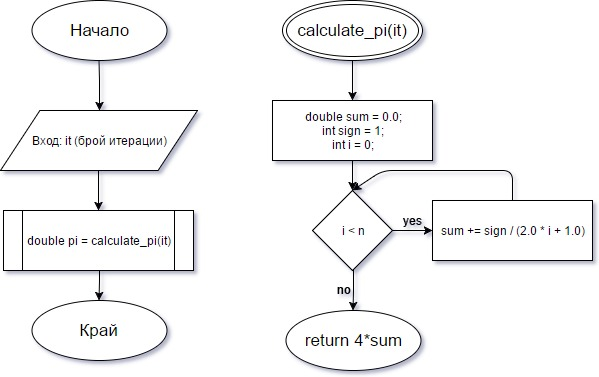 Начало
Вход: it (брой итерации)
double pi = calculate_pi(it)
Край
calculate_pi(it)
double sum = 0.0;
int sign = 1;
int i = 0;
i < n
yes
sum += sign / (2.0 * i + 1.0)
no
return 4*sum